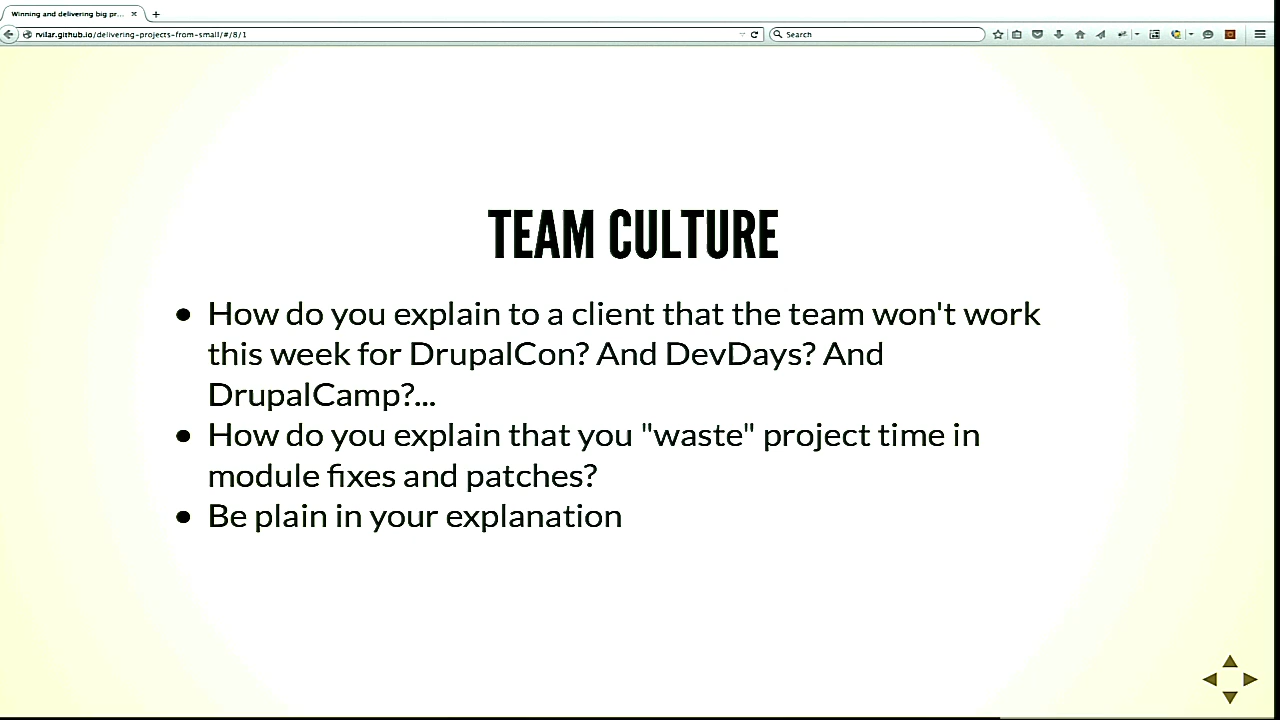 Winning and delivering big pr...
rvilar.github.io/delivering-projects-from-small/#/8/1
Search
TEAM CULTURE
How do you explain to a client that the team won't work
this week for DrupalCon? And DevDays? And
DrupalCamp?...
How do you explain that you "waste" project time in
module fixes and patches?
Be plain in your explanation